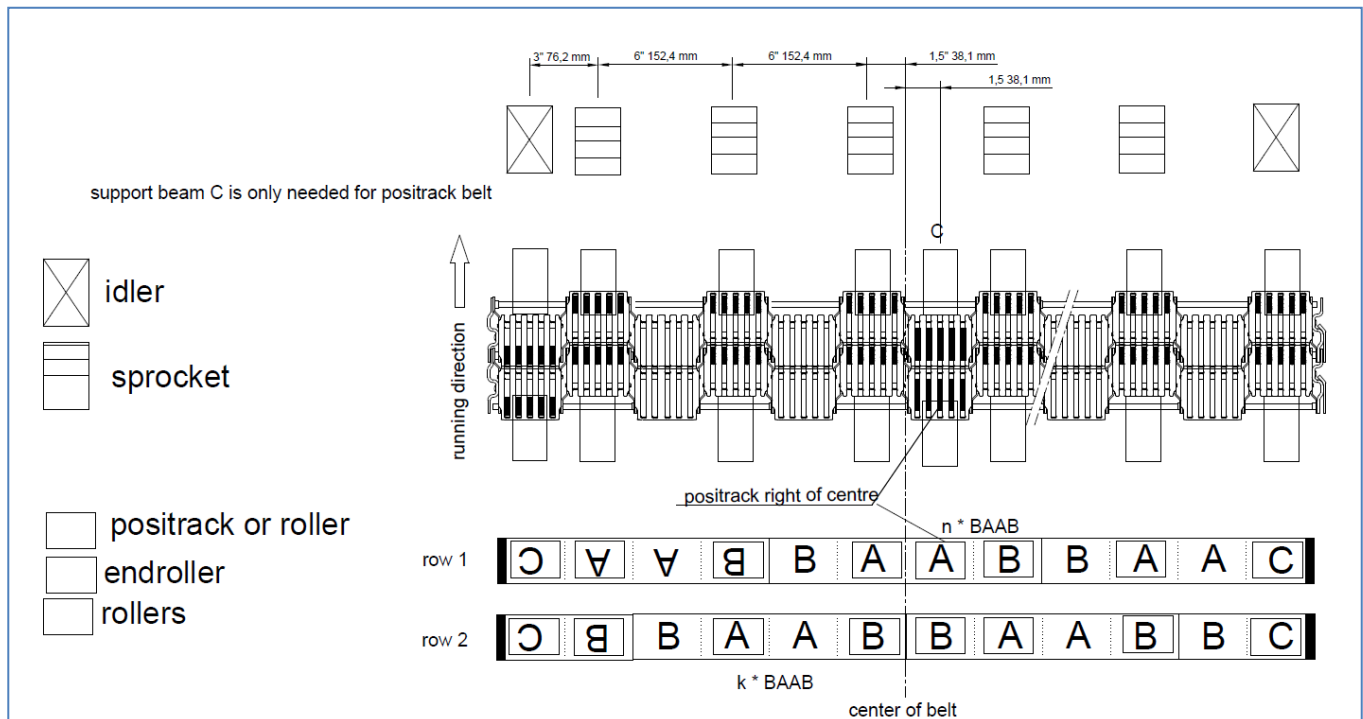 3" 76,2 mm 6" 152,4 mm 6" 152,4 mm 1,5" 38,1 mm
1,5 38,1 mm
support beam C is only needed for positrack belt
C
idler
sprocket
running direction
positrack right of centre
n * BAAB
positrack or roller
endroller
rollers
row 1 C A A B B A A B B A A C
row 2 C B B A A B B A A B B C
k * BAAB
center of belt